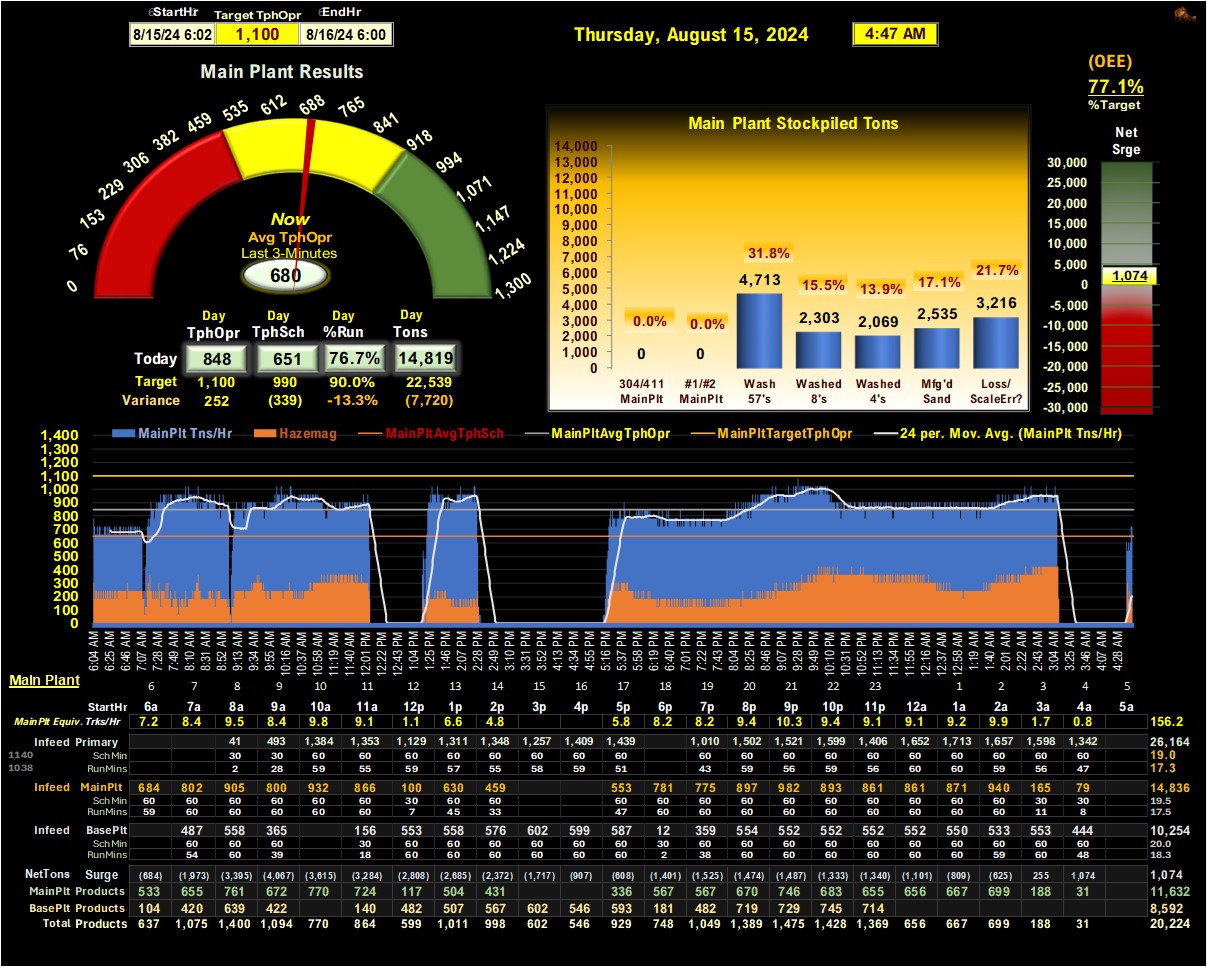 StartHr Target TphOpr EndHr
8/15/24 6:02 1,100 8/16/24 6:00
Thursday, August 15, 2024 4:47 AM
(OEE)
77.1%
%Target
Main Plant Results
0 76 153 229 306 382 459 535 612 688 765 841 918 994 1,071 1,147 1,224 1,300
Now
Avg TphOpr
Last 3-Minutes
680
Day Day Day Day
TphOpr TphSch %Run Tons
Today 848 651 76.7% 14,819
Target 1,100 990 90.0% 22,539
Variance 252 (339) -13.3% (7,720)
Main Plant Stockpiled Tons
14,000
13,000
12,000
11,000
10,000
9,000
8,000
7,000
6,000
5,000
4,000
3,000
2,000
1,000
0
0.0% 0.0% 31.8% 15.5% 13.9% 17.1% 21.7%
0 0 4,713 2,303 2,069 2,535 3,216
304/411 #1/#2 Wash Washed Washed Mfg'd Loss/
MainPlt MainPlt 57's 8's 4's Sand ScaleErr?
Net
Srge
30,000
25,000
20,000
15,000
10,000
5,000
0
-5,000
-10,000
-15,000
-20,000
-25,000
-30,000
1,074
MainPlt Tns/Hr Hazemag MainPltAvgTphSch MainPltAvgTphOpr MainPltTargetTphOpr 24 per. Mov. Avg. (MainPlt Tns/Hr)
1,400
1,300
1,200
1,100
1,000
900
800
700
600
500
400
300
200
100
0
6:04 AM 6:25 AM 6:46 AM 7:07 AM 7:28 AM 7:49 AM 8:10 AM 8:31 AM 6:52 AM 9:13 AM 9:34 AM 9:55 AM 10:16 AM 10:37 AM 10:58 AM 11:19 AM 11:40 AM 12:01 PM 12:22 PM 12:43 PM 1:04 PM 1:25 PM 1:46 PM 2:07 PM 2:28 PM 2:49 PM 3:10 PM 3:31 PM 3:52 PM 4:13 PM 4:34 PM 4:55 PM 5:16 PM 5:37 PM 5:58 PM 6:19 PM 6:40 PM 7:01 PM 7:22 PM 7:43 PM 8:04 PM 8:25 PM 8:46 PM 9:07 PM 9:28 PM 9:49 PM 10:10 PM 10:31 PM 10:52 PM 11:13 PM 11:34 PM 11:55 PM 12:16 AM 12:37 AM 12:58 AM 1:19 AM 1:40 AM 2:01 AM 2:22 AM 2:43 AM 3:04 AM 3:25 AM 3:46 AM 4:07 AM 4:28 AM
Main Plant 6 7 8 9 10 11 12 13 14 15 16 17 18 19 20 21 22 23 1 2 3 4 5
StartHr 6a 7a 8a 9a 10a 11a 12p 1p 2p 3p 4p 5p 6p 7p 8p 9p 10p 11p 12a 1a 2a 3a 4a 5a
MainPlt Equiv. Trks/Hr 7.2 8.4 9.5 8.4 9.8 9.1 1.1 6.6 4.8 5.8 8.2 8.2 9.4 10.3 9.4 9.1 9.1 9.2 9.9 1.7 0.8 156.2
Infeed Primary 41 493 1,384 1,353 1,129 1,311 1,348 1,257 1,409 1,439 1,010 1,502 1,521 1,599 1,406 1,652 1,713 1,657 1,598 1,342 26,164
1140 SchMin 30 30 60 60 60 60 60 60 60 60 60 60 60 60 60 60 60 60 60 60 19.0
1038 RunMins 2 28 59 55 59 57 55 58 59 51 43 59 56 59 56 60 60 59 56 47 17.3
Infeed MainPlt 684 802 905 800 932 866 100 630 459 553 781 775 897 982 893 861 861 871 940 165 79 14,836
SchMin 60 60 60 60 60 60 30 60 60 60 60 60 60 60 60 60 60 60 60 30 30 19.5
RunMins 59 60 60 60 60 60 7 45 33 47 60 60 60 60 60 60 60 60 60 11 8 17.5
Infeed BasePlt 487 558 365 156 553 558 576 602 599 587 12 359 554 552 552 552 552 550 533 553 444 10,254
SchMin 60 60 60 30 60 60 60 60 60 60 30 60 60 60 60 60 60 60 60 60 60 20.0
RunMins 54 60 39 18 60 60 60 60 60 60 2 38 60 60 60 60 60 60 59 60 48 18.3
NetTons Surge (684) (1,973) (3,395) (4,067) (3,615) (3,284) (2,808) (2,685) (2,372) (1,717) (907) (608) (1,401) (1,525) (1,474) (1,487) (1,333) (1,340) (1,101) (809) (625) 255 1,074 1,074
MainPlt Products 533 655 761 672 770 724 117 504 431 336 567 567 670 746 683 655 656 667 699 188 31 11,632
BasePlt Products 104 420 639 422 140 482 507 567 602 546 593 181 482 719 729 745 714 8,592
Total Products 637 1,075 1,400 1,094 770 864 599 1,011 998 602 546 929 748 1,049 1,389 1,475 1,428 1,369 656 667 699 188 31 20,224